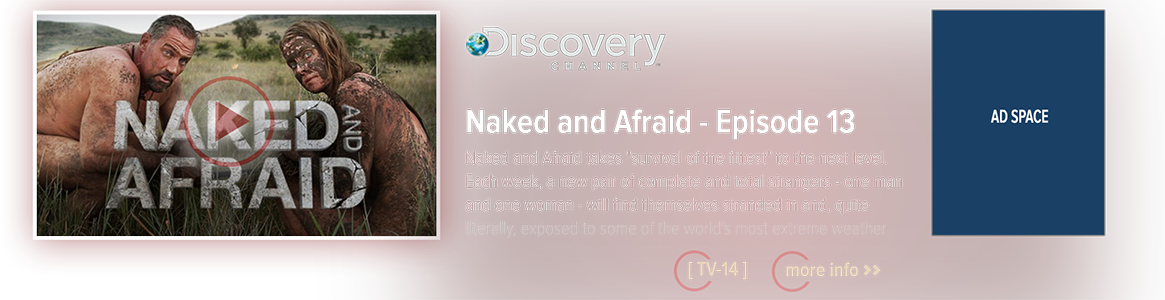 NAKED AND
AFRAID
Discovery
CHANNEL
Naked and Afraid - Episode 13
Naked and Afraid takes "survival of the fittest" to the next level.
Each week, a new pair of complete and total strangers - one man
and one woman - will find themselves stranded in and, quite
literally, exposed to some of the world's most extreme weather
[ TV-14 ]
more info >>
AD SPACE